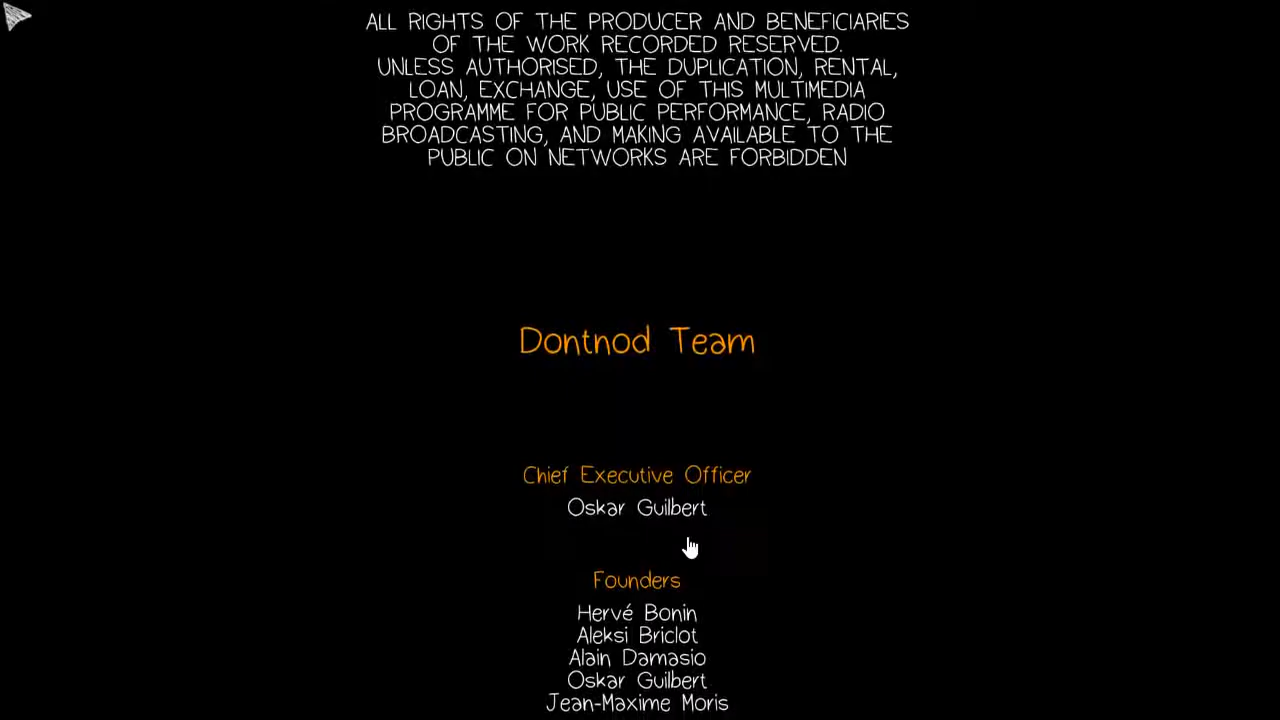 ALL RIGHTS OF THE PRODUCER AND BENEFICIARIES
OF THE WORK RECORDED RESERVED.
UNLESS AUTHORISED, THE DUPLICATION, RENTAL,
LOAN, EXCHANGE, USE OF THIS MULTIMEDIA
PROGRAMME FOR PUBLIC PERFORMANCE, RADIO
BROADCASTING, AND MAKING AVAILABLE TO THE
PUBLIC ON NETWORKS ARE FORBIDDEN
Dontnod Team
Chief Executive Officer
Oskar Guilbert
Founders
Hervé Bonin
Aleksi Briclot
Alain Damasio
Oskar Guilbert
Jean-Maxime Moris